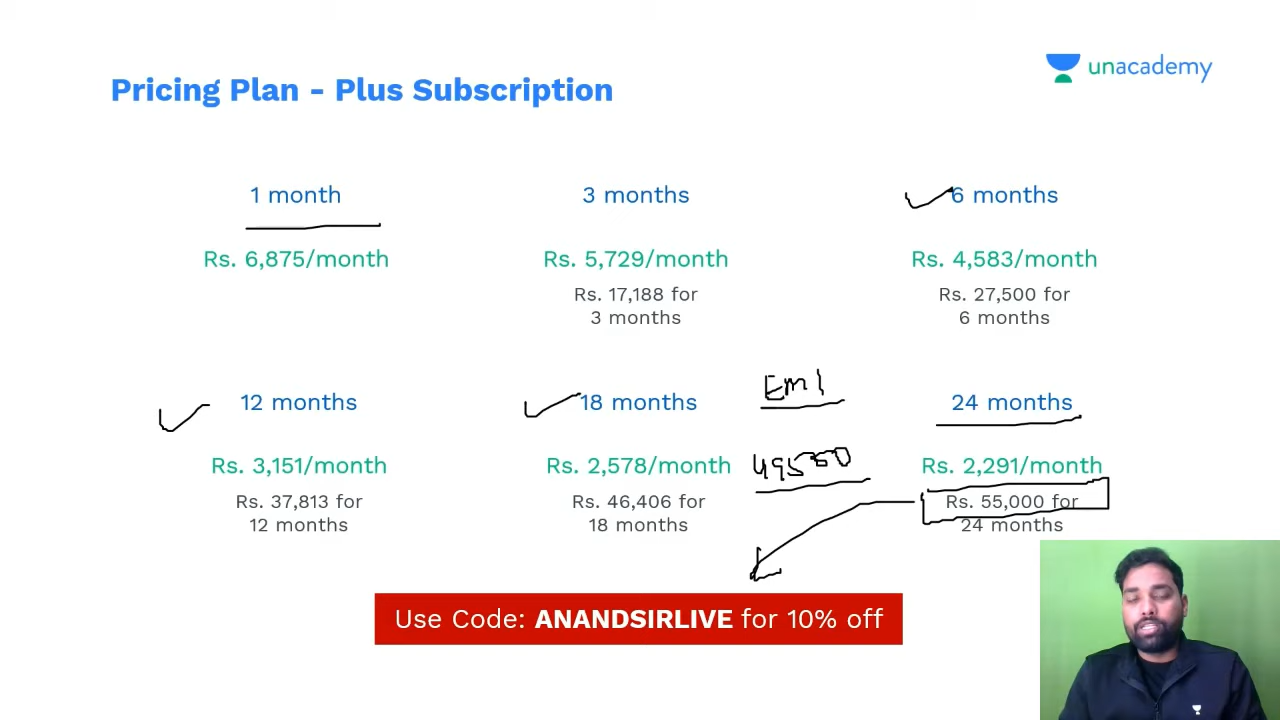 unacademy
Pricing Plan - Plus Subscription
1 month
Rs. 6,875/month
3 months
Rs. 5,729/month
Rs. 17,188 for
3 months
6 months
Rs. 4,583/month
Rs. 27,500 for
6 months
12 months
Rs. 3,151/month
Rs. 37,813 for
12 months
18 months
Rs. 2,578/month
Rs. 46,406 for
18 months
EMI
49500
24 months
Rs. 2,291/month
Rs. 55,000 for
24 months
Use Code: ANANDSIRLIVE for 10% off